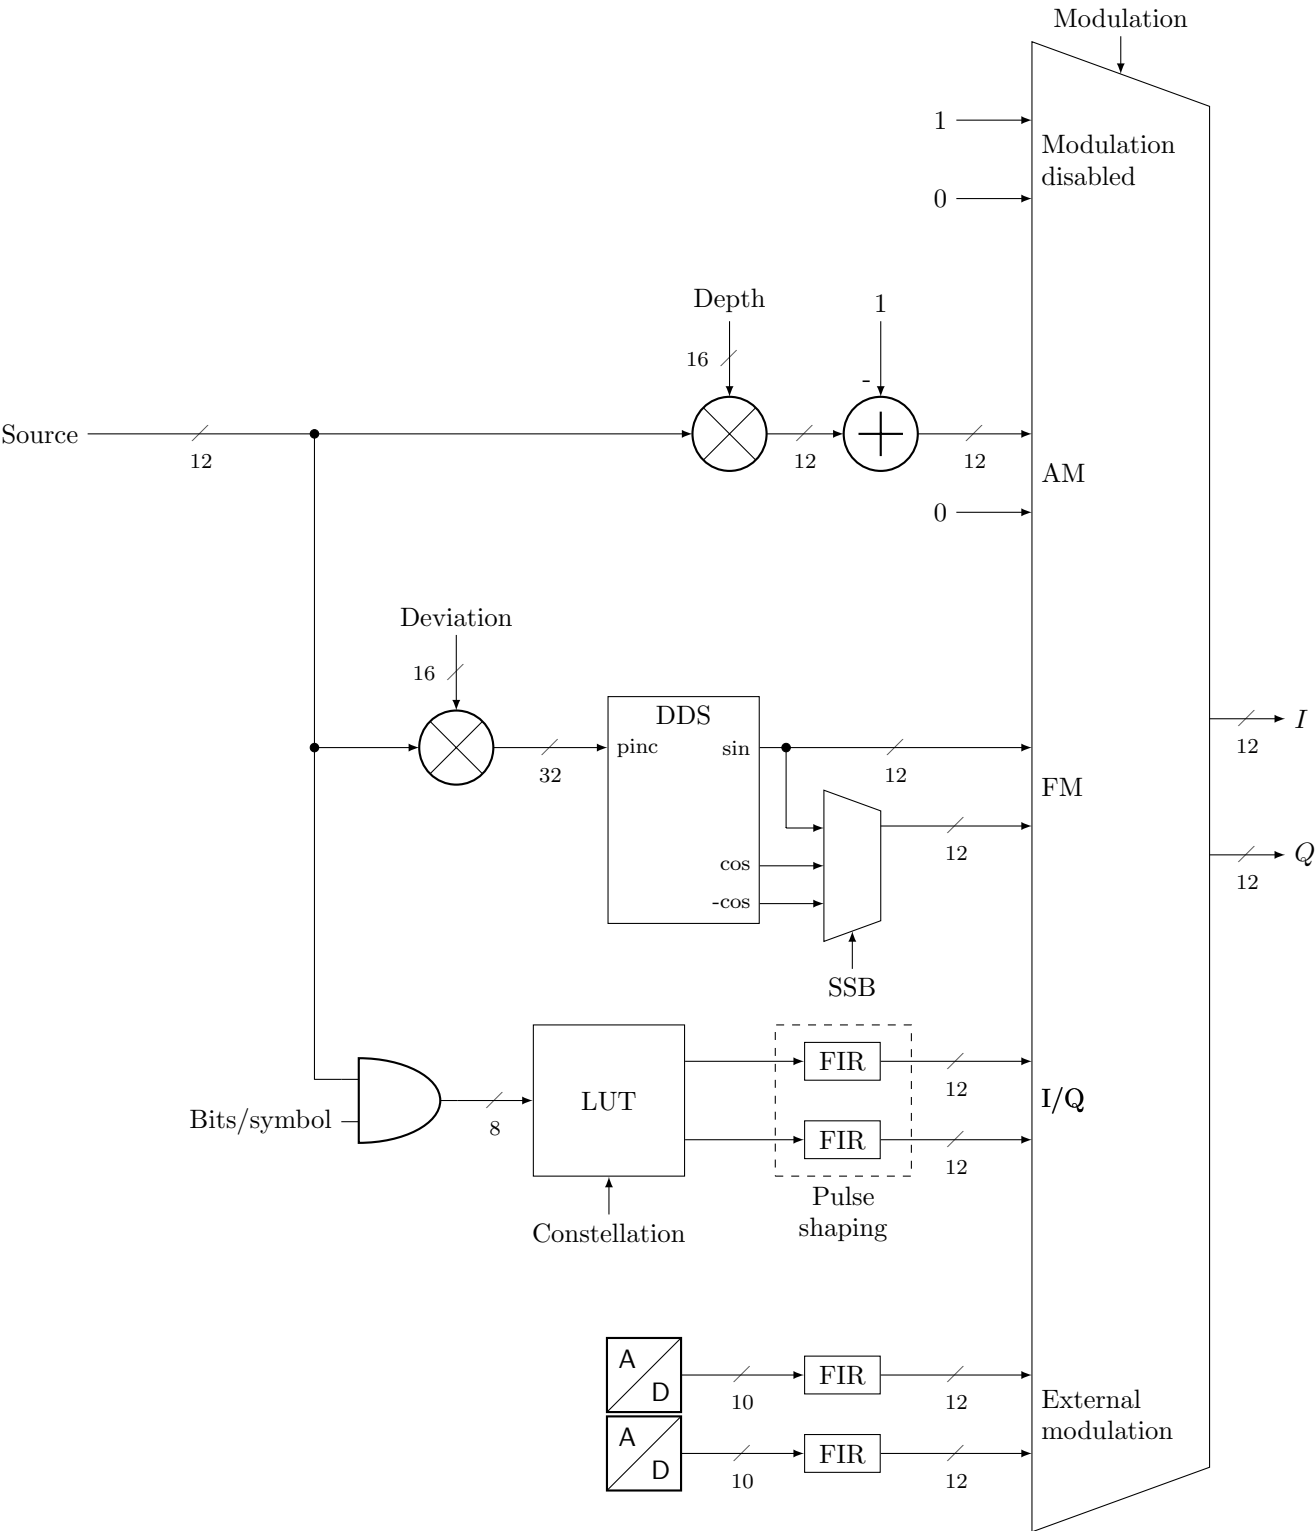 Modulation
1
Modulation
disabled
0
Depth
1
16
-
Source
12
12
12
AM
0
Deviation
16
DDS
pinc
sin
32
12
I
12
FM
cos
12
Q
12
-cos
SSB
FIR
12
LUT
I/Q
Bits/symbol
8
FIR
12
Pulse
shaping
Constellation
A
D
10
FIR
12
External
modulation
A
D
10
FIR
12